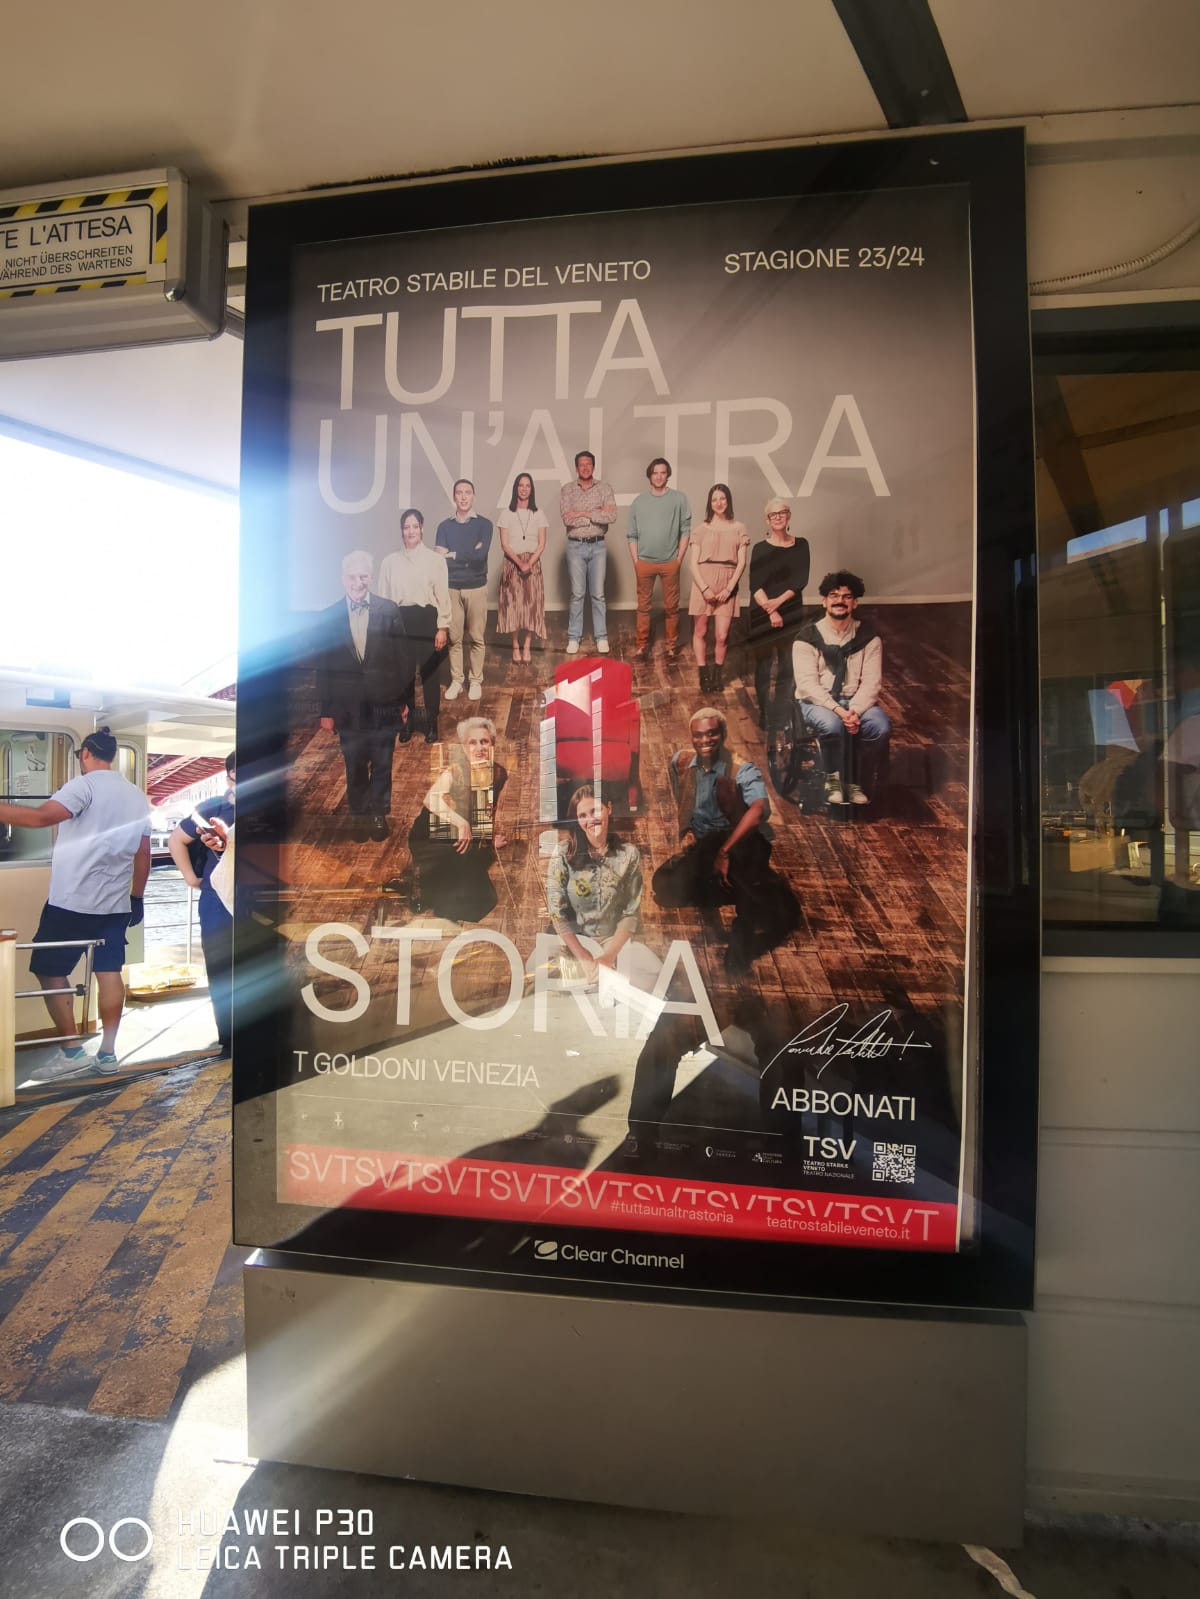 TE L'ATTESA
NICHT ÜBERSCHREITEN
WÄHREND DES WARTENS
TEATRO STABILE DEL VENETO
STAGIONE 23/24
TUTTA
UN'ALTRA
STORIA
T GOLDONI VENEZIA
ABBONATI
TSV
TEATRO STABILE
VENETO
TEATRO NAZIONALE
SVTSVTSVTSVTSVTSVTSVTSVTSVT
#tuttaunaltrastoria
teatrostabileveneto.it
Clear Channel
HUAWEI P30
LEICA TRIPLE CAMERA